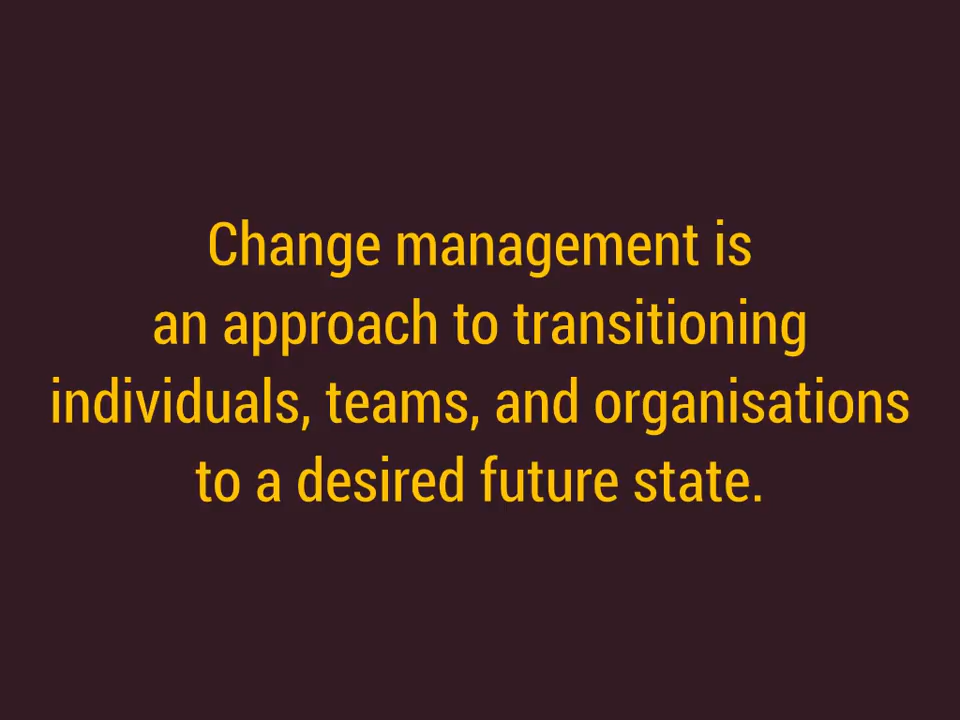 Change management is
an approach to transitioning
individuals, teams, and organisations
to a desired future state.